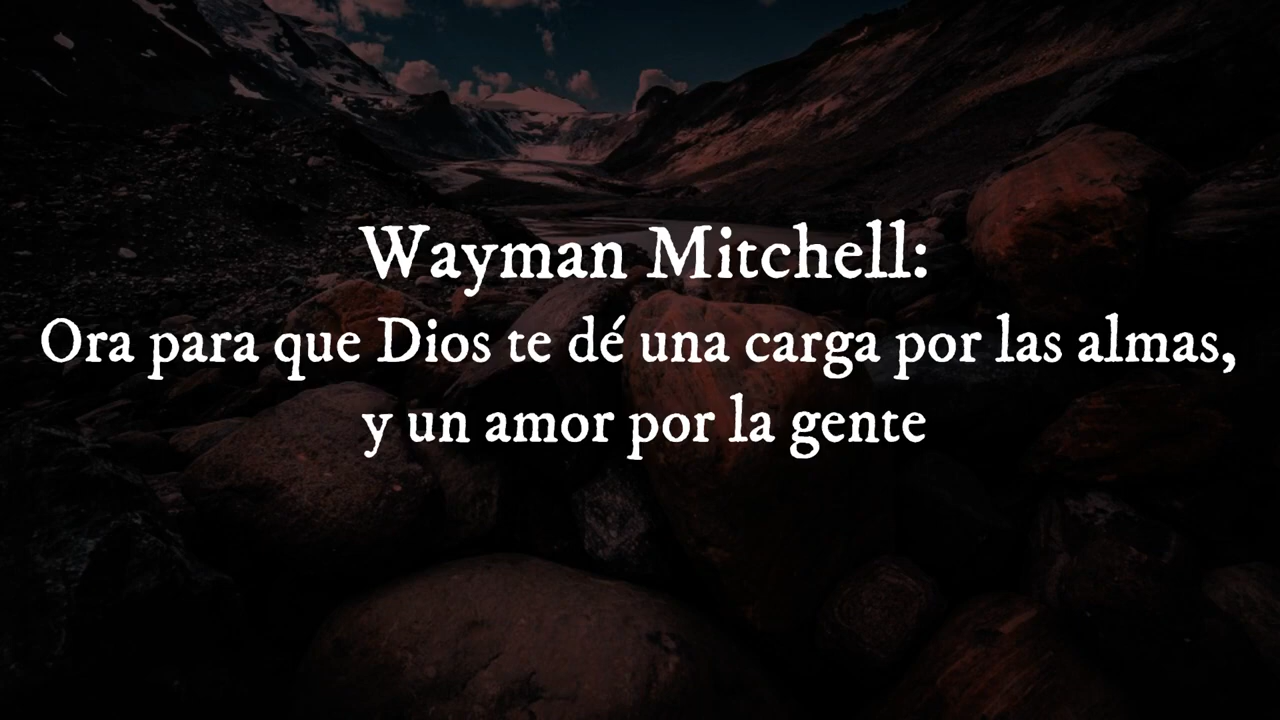 Wayman Mitchell:
Ora para que Dios te dé una carga por las almas,
y un amor por la gente